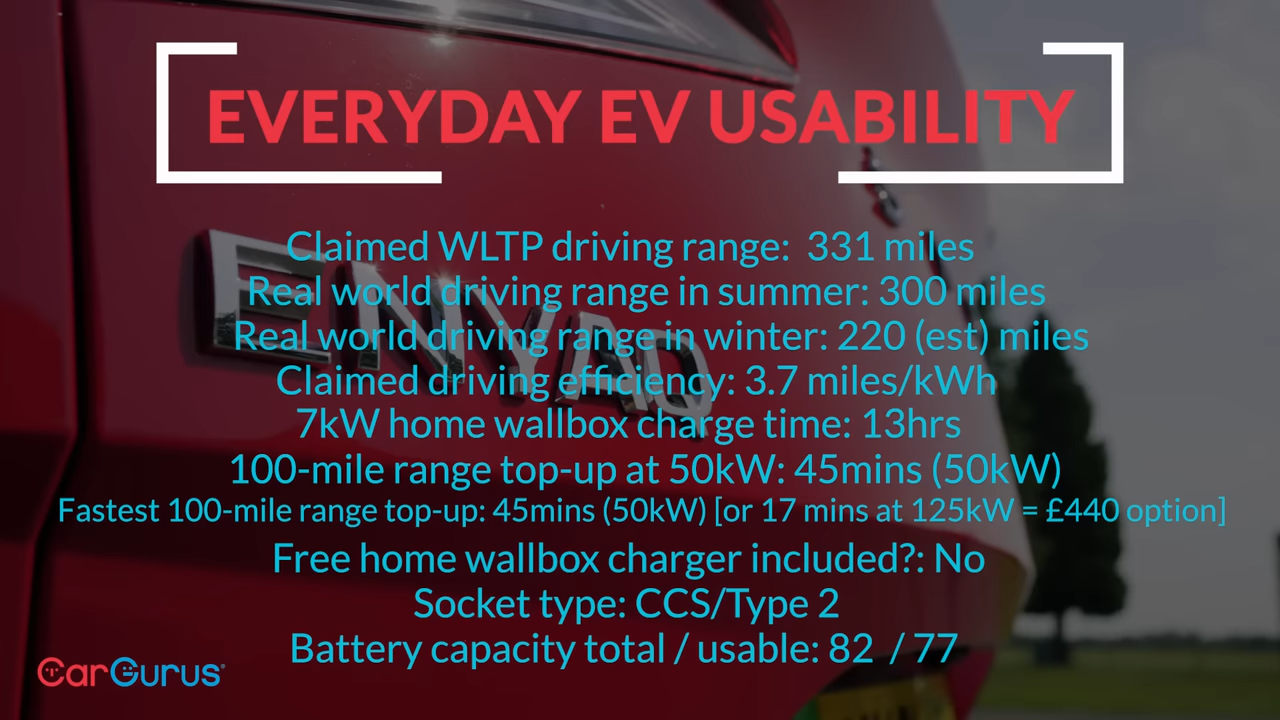 EVERYDAY EV USABILITY
Claimed WLTP driving range: 331 miles
Real world driving range in summer: 300 miles
Real world driving range in winter: 220 (est) miles
Claimed driving efficiency: 3.7 miles/kWh
7kW home wallbox charge time: 13hrs
100-mile range top-up at 50kW: 45mins (50kW)
Fastest 100-mile range top-up: 45mins (50kW) [or 17 mins at 125kW = £440 option]
Free home wallbox charger included?: No
Socket type: CCS/Type 2
Battery capacity total / usable: 82 / 77
ENYAQ
CarGurus®